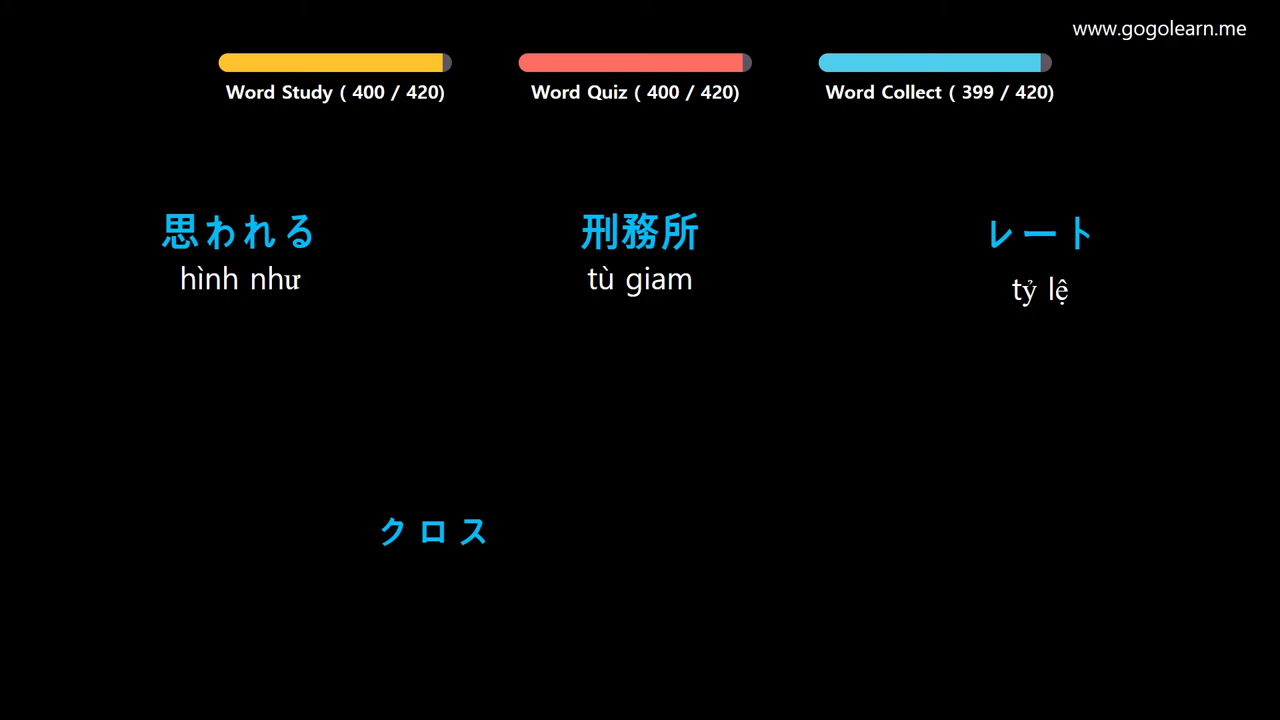 www.gogolearn.me
Word Study ( 400 / 420)
Word Quiz ( 400 / 420)
Word Collect ( 399 / 420)
思われる
hình như
刑務所
tù giam
レート
tỷ lệ
クロス